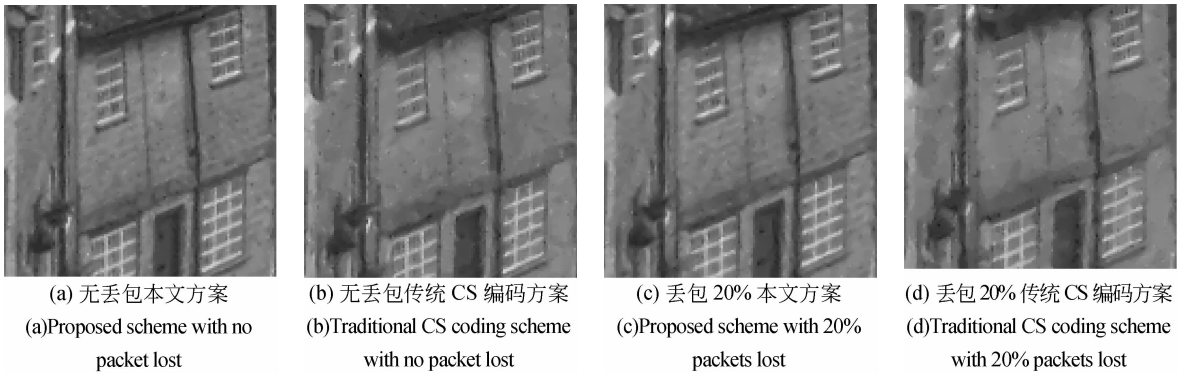 (a) 无丢包本文方案
(a)Proposed scheme with no
packet lost
(b) 无丢包传统 CS 编码方案
(b)Traditional CS coding scheme
with no packet lost
(c) 丢包 20% 本文方案
(c)Proposed scheme with 20%
packets lost
(d) 丢包 20% 传统 CS 编码方案
(d)Traditional CS coding scheme
with 20% packets lost